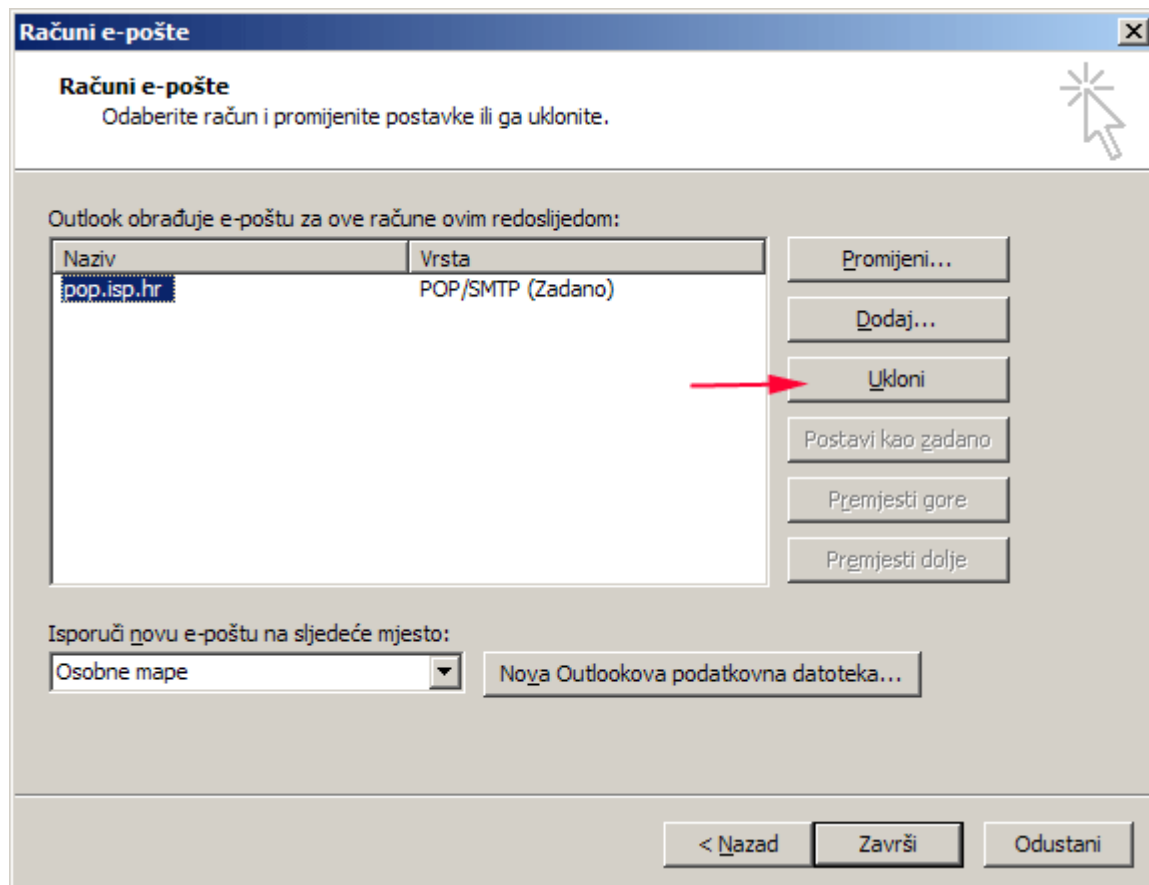 Računi e-pošte
Računi e-pošte
Odaberite račun i promijenite postavke ili ga uklonite.
Outlook obrađuje e-poštu za ove račune ovim redoslijedom:
Naziv Vrsta
pop.isp.hr POP/SMTP (Zadano)
Promijeni...
Dodaj...
Ukloni
Postavi kao zadano
Premjesti gore
Premjesti dolje
Isporuči novu e-poštu na sljedeće mjesto:
Osobne mape
Nova Outlookova podatkovna datoteka...
< Nazad Završi Odustani